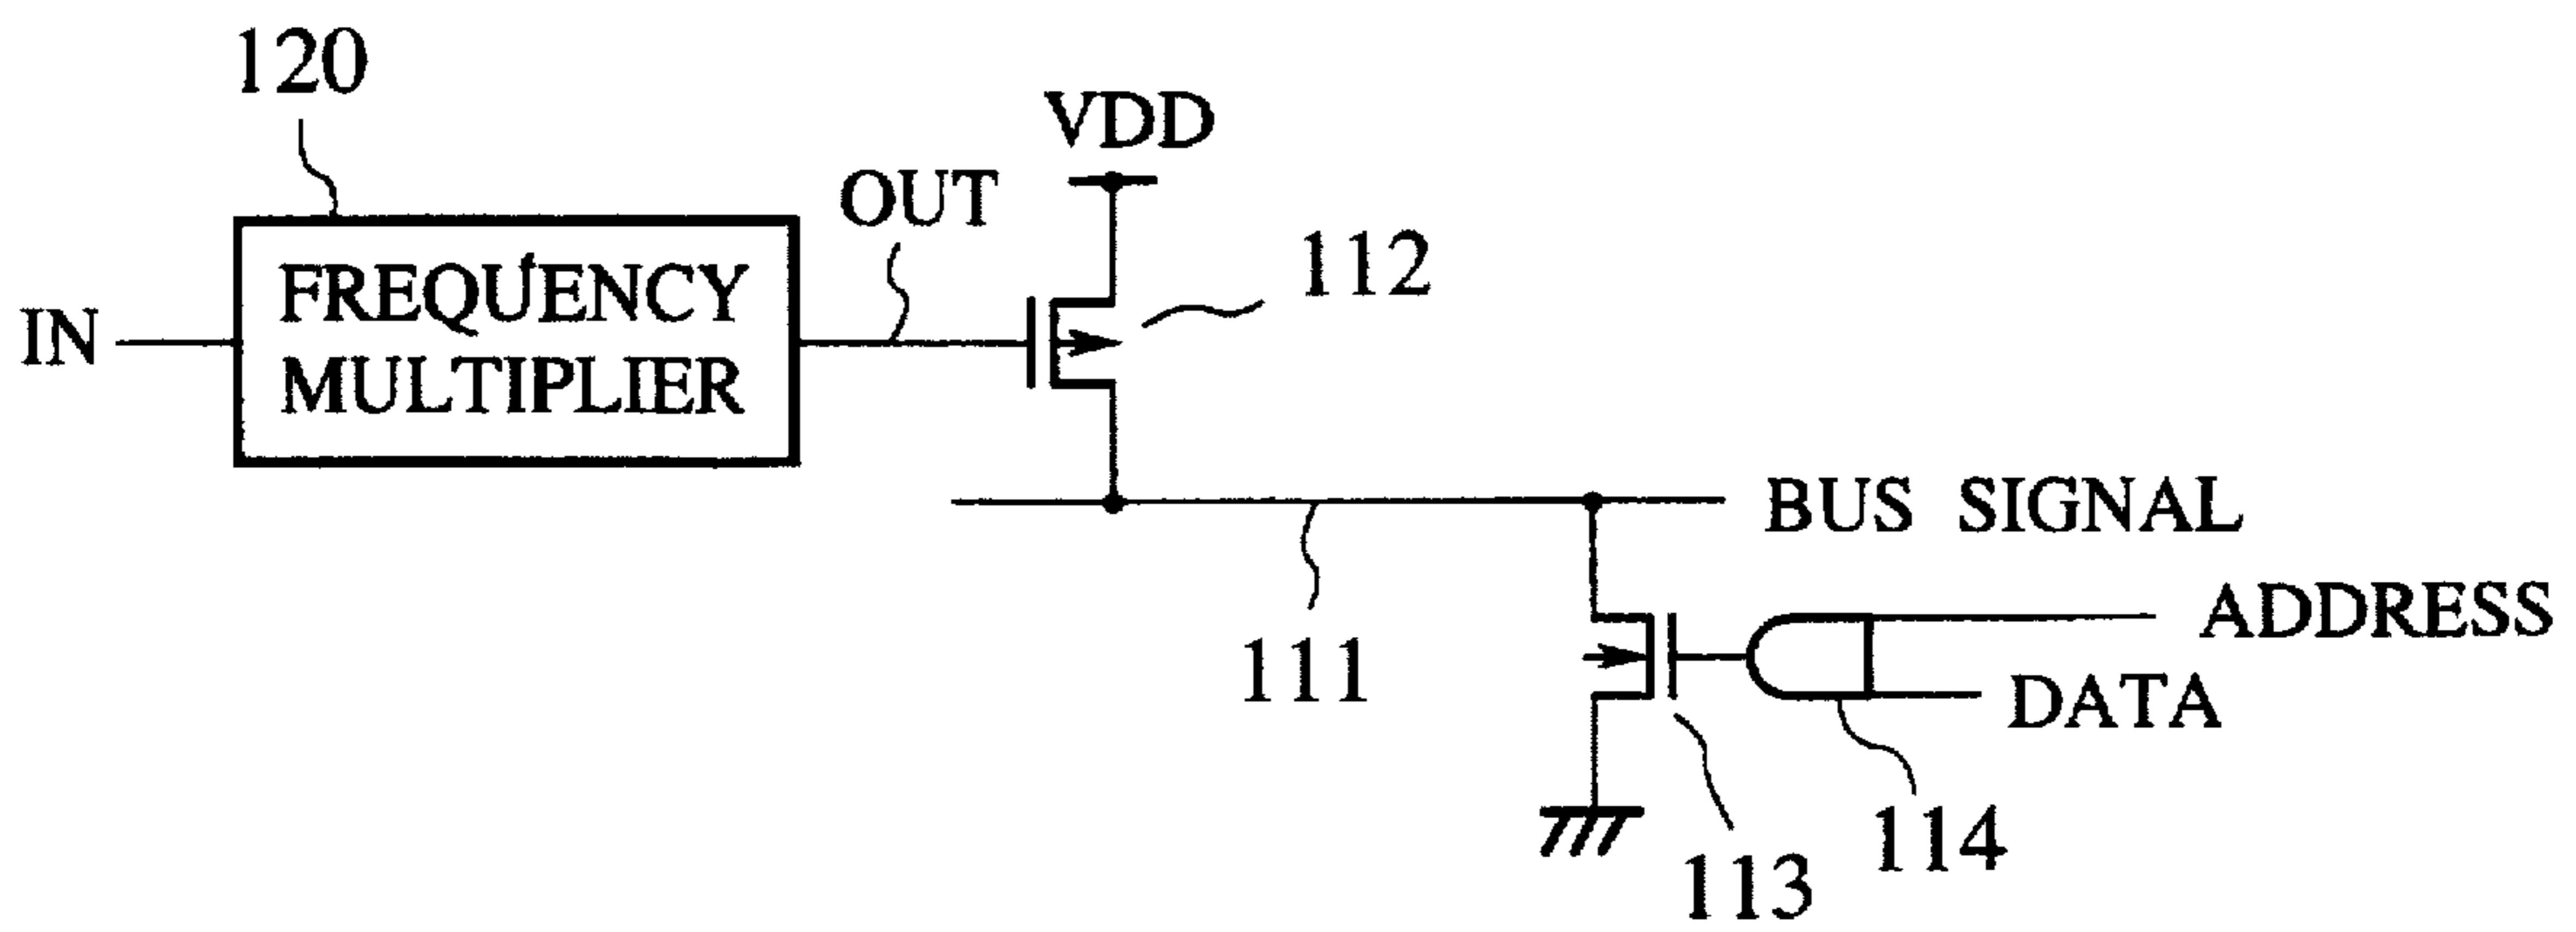 120
VDD
OUT
112
FREQUENCY
MULTIPLIER
IN
BUS SIGNAL
ADDRESS
111
DATA
114
113